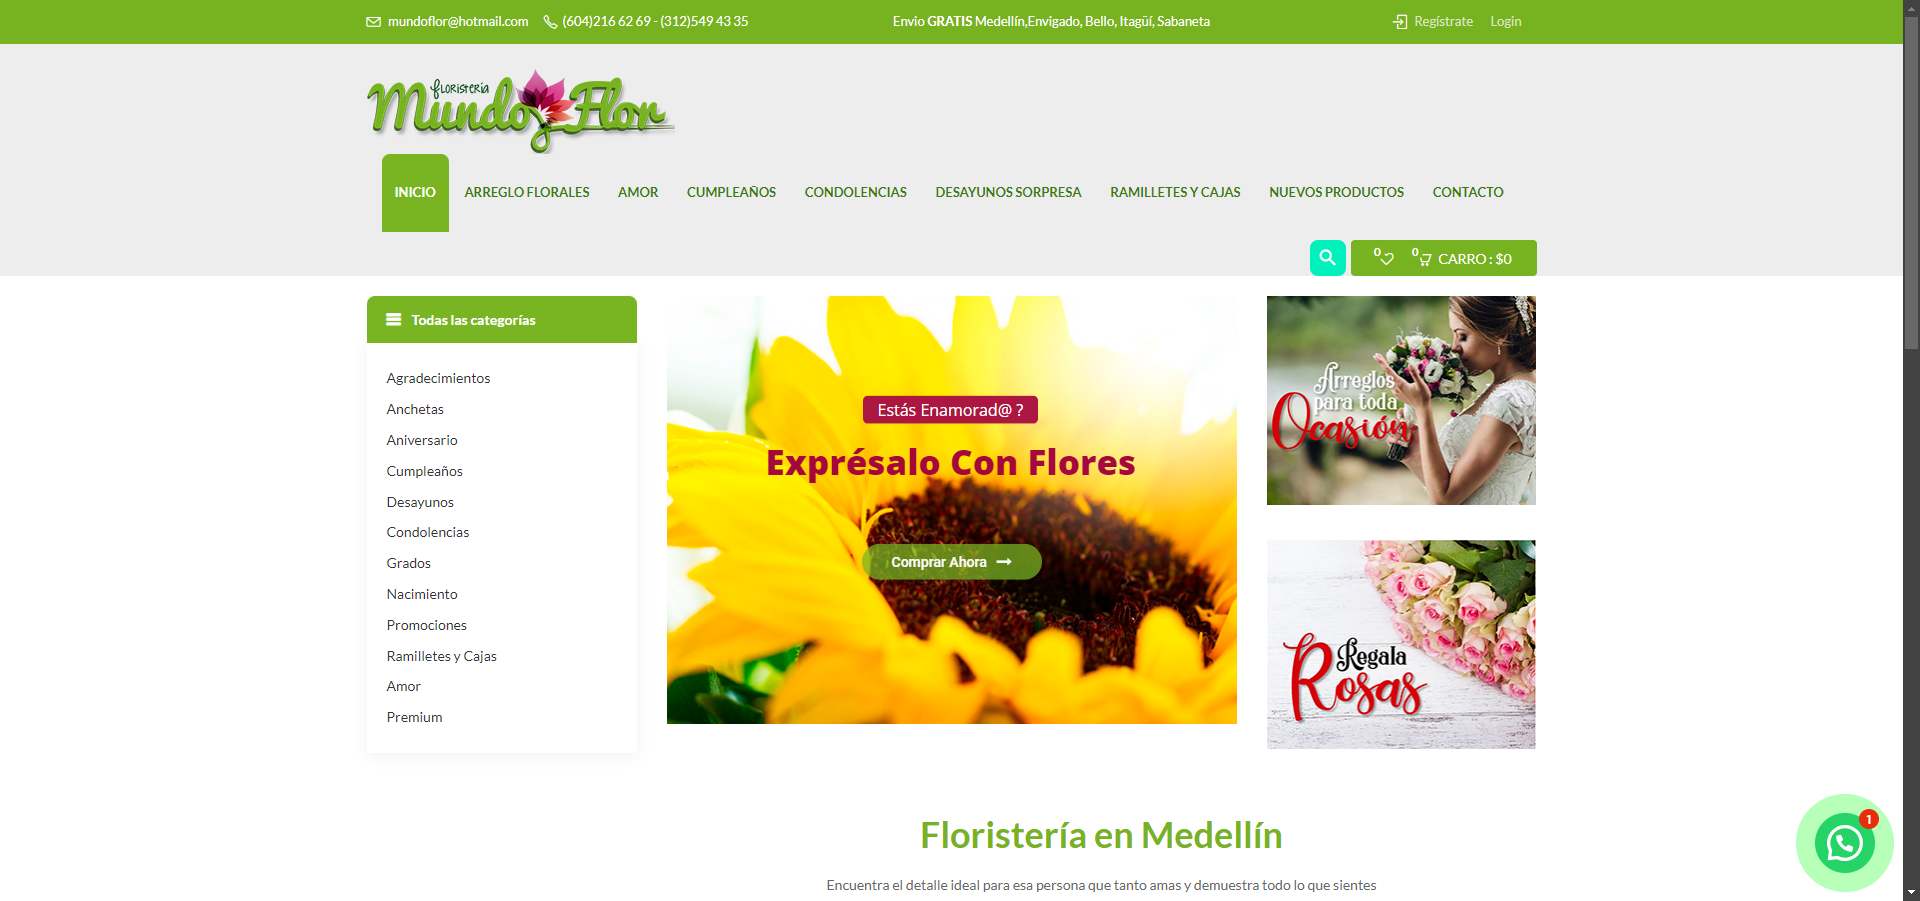 mundoflor@hotmail.com (604)216 62 69 - (312)549 43 35 Envio GRATIS Medellín,Envigado, Bello, Itagüí, Sabaneta Regístrate Login
floristería
Mundo Flor
INICIO ARREGLO FLORALES AMOR CUMPLEAÑOS CONDOLENCIAS DESAYUNOS SORPRESA RAMILLETES Y CAJAS NUEVOS PRODUCTOS CONTACTO
0 0 CARRO : $0
Todas las categorías
Agradecimientos
Anchetas
Aniversario
Cumpleaños
Desayunos
Condolencias
Grados
Nacimiento
Promociones
Ramilletes y Cajas
Amor
Premium
Estás Enamorad@ ?
Exprésalo Con Flores
Comprar Ahora
Arreglos
para toda
Ocasión
Regala
Rosas
Floristería en Medellín
Encuentra el detalle ideal para esa persona que tanto amas y demuestra todo lo que sientes
1